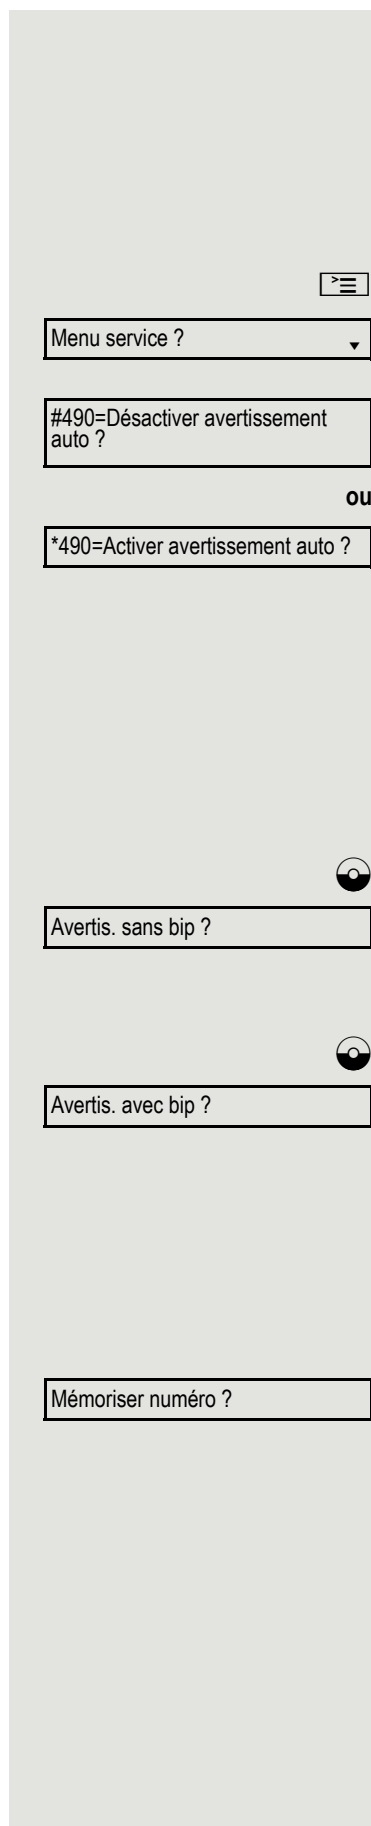 Menu service ?
#490=Désactiver avertissement
auto ?
ou
*490=Activer avertissement auto ?
Avertis. sans bip ?
Avertis. avec bip ?
Mémoriser numéro ?